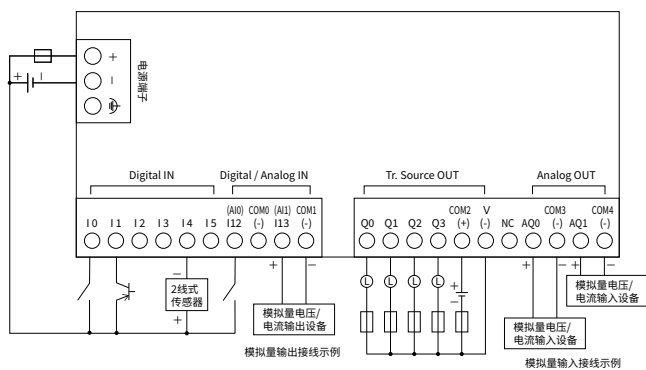 +
−
电源端子
+ −
Digital IN
Digital / Analog IN
Tr. Source OUT
Analog OUT
I0 I1 I2 I3 I4 I5 I12 (AI0) COM0 (-) I13 (AI1) COM1 (-)
Q0 Q1 Q2 Q3 COM2 (+) V (-) NC AQ0 COM3 (-) AQ1 COM4 (-)
−
2线式
传感器
+
+ −
模拟量电压/
电流输出设备
模拟量输出接线示例
L L L L
+
−
+ −
模拟量电压/
电流输入设备
+ −
模拟量电压/
电流输入设备
模拟量输入接线示例